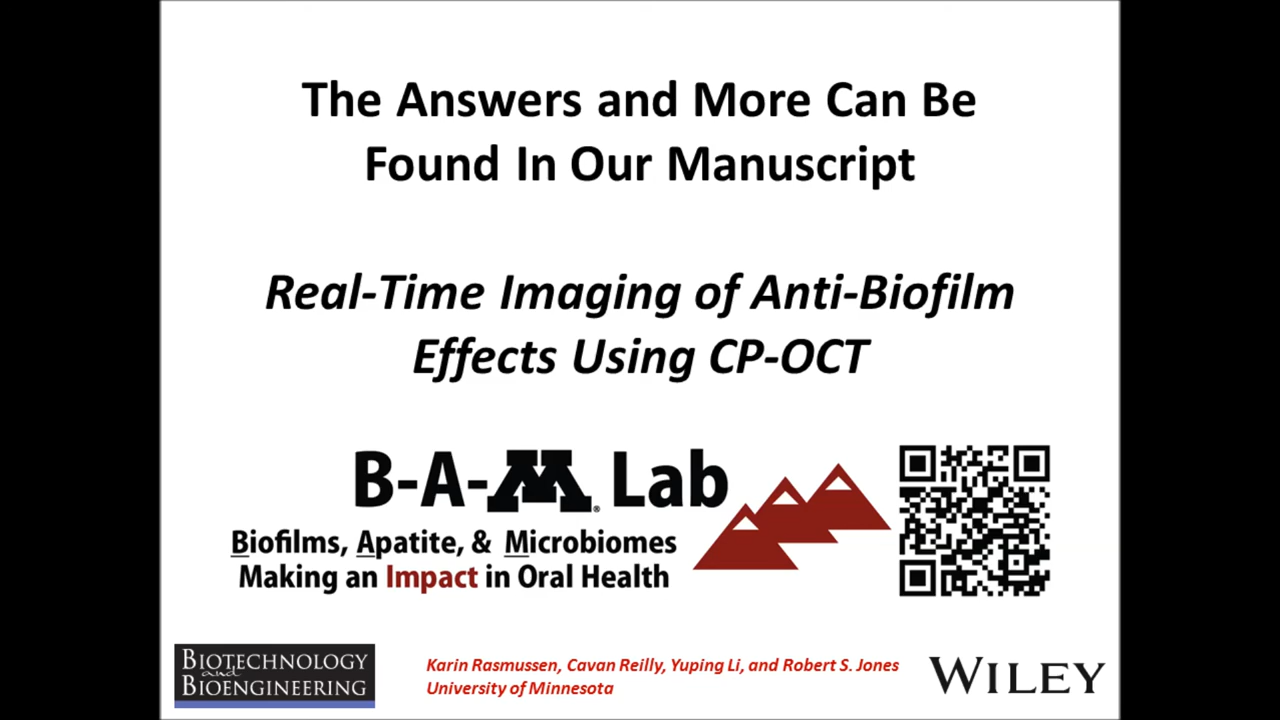 The Answers and More Can Be
Found In Our Manuscript
Real-Time Imaging of Anti-Biofilm
Effects Using CP-OCT
B-A-M® Lab
Biofilms, Apatite, & Microbiomes
Making an Impact in Oral Health
BIOTECHNOLOGY
and
BIOENGINEERING
Karin Rasmussen, Cavan Reilly, Yuping Li, and Robert S. Jones
University of Minnesota
WILEY